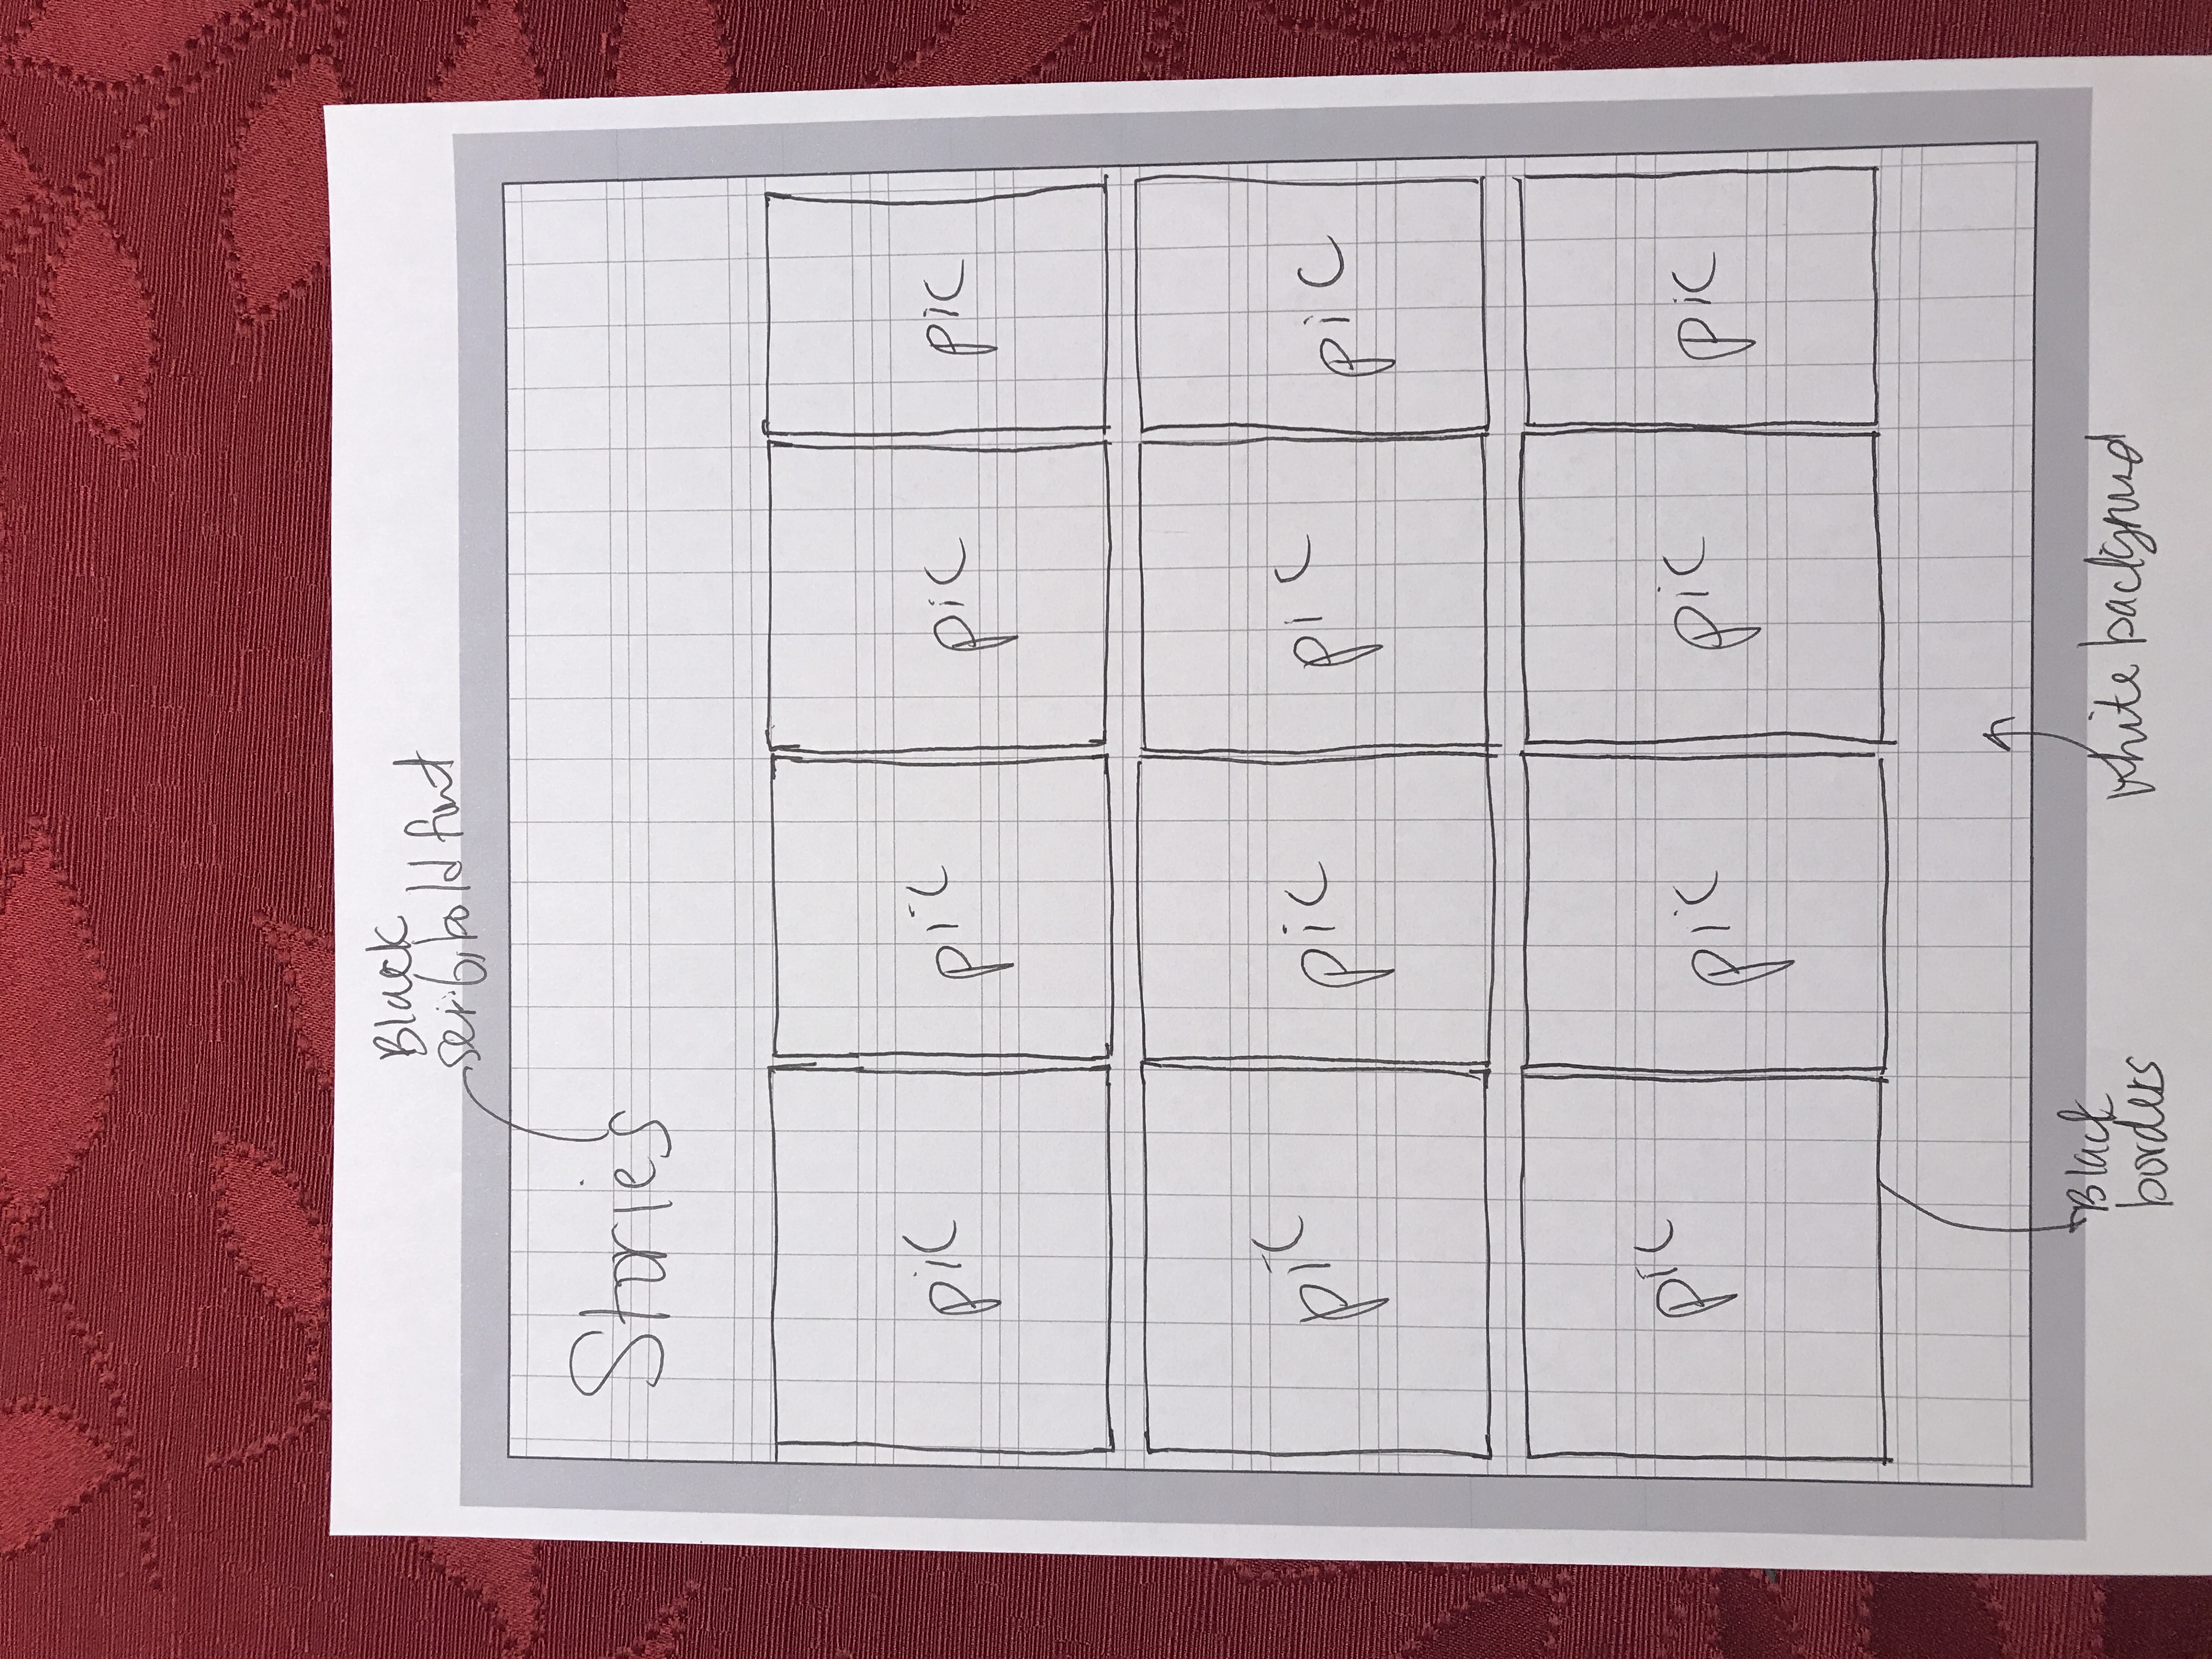 Black
serif, bold font
Stories
pic pic pic pic
pic pic pic pic
pic pic pic pic
Black
borders
white background